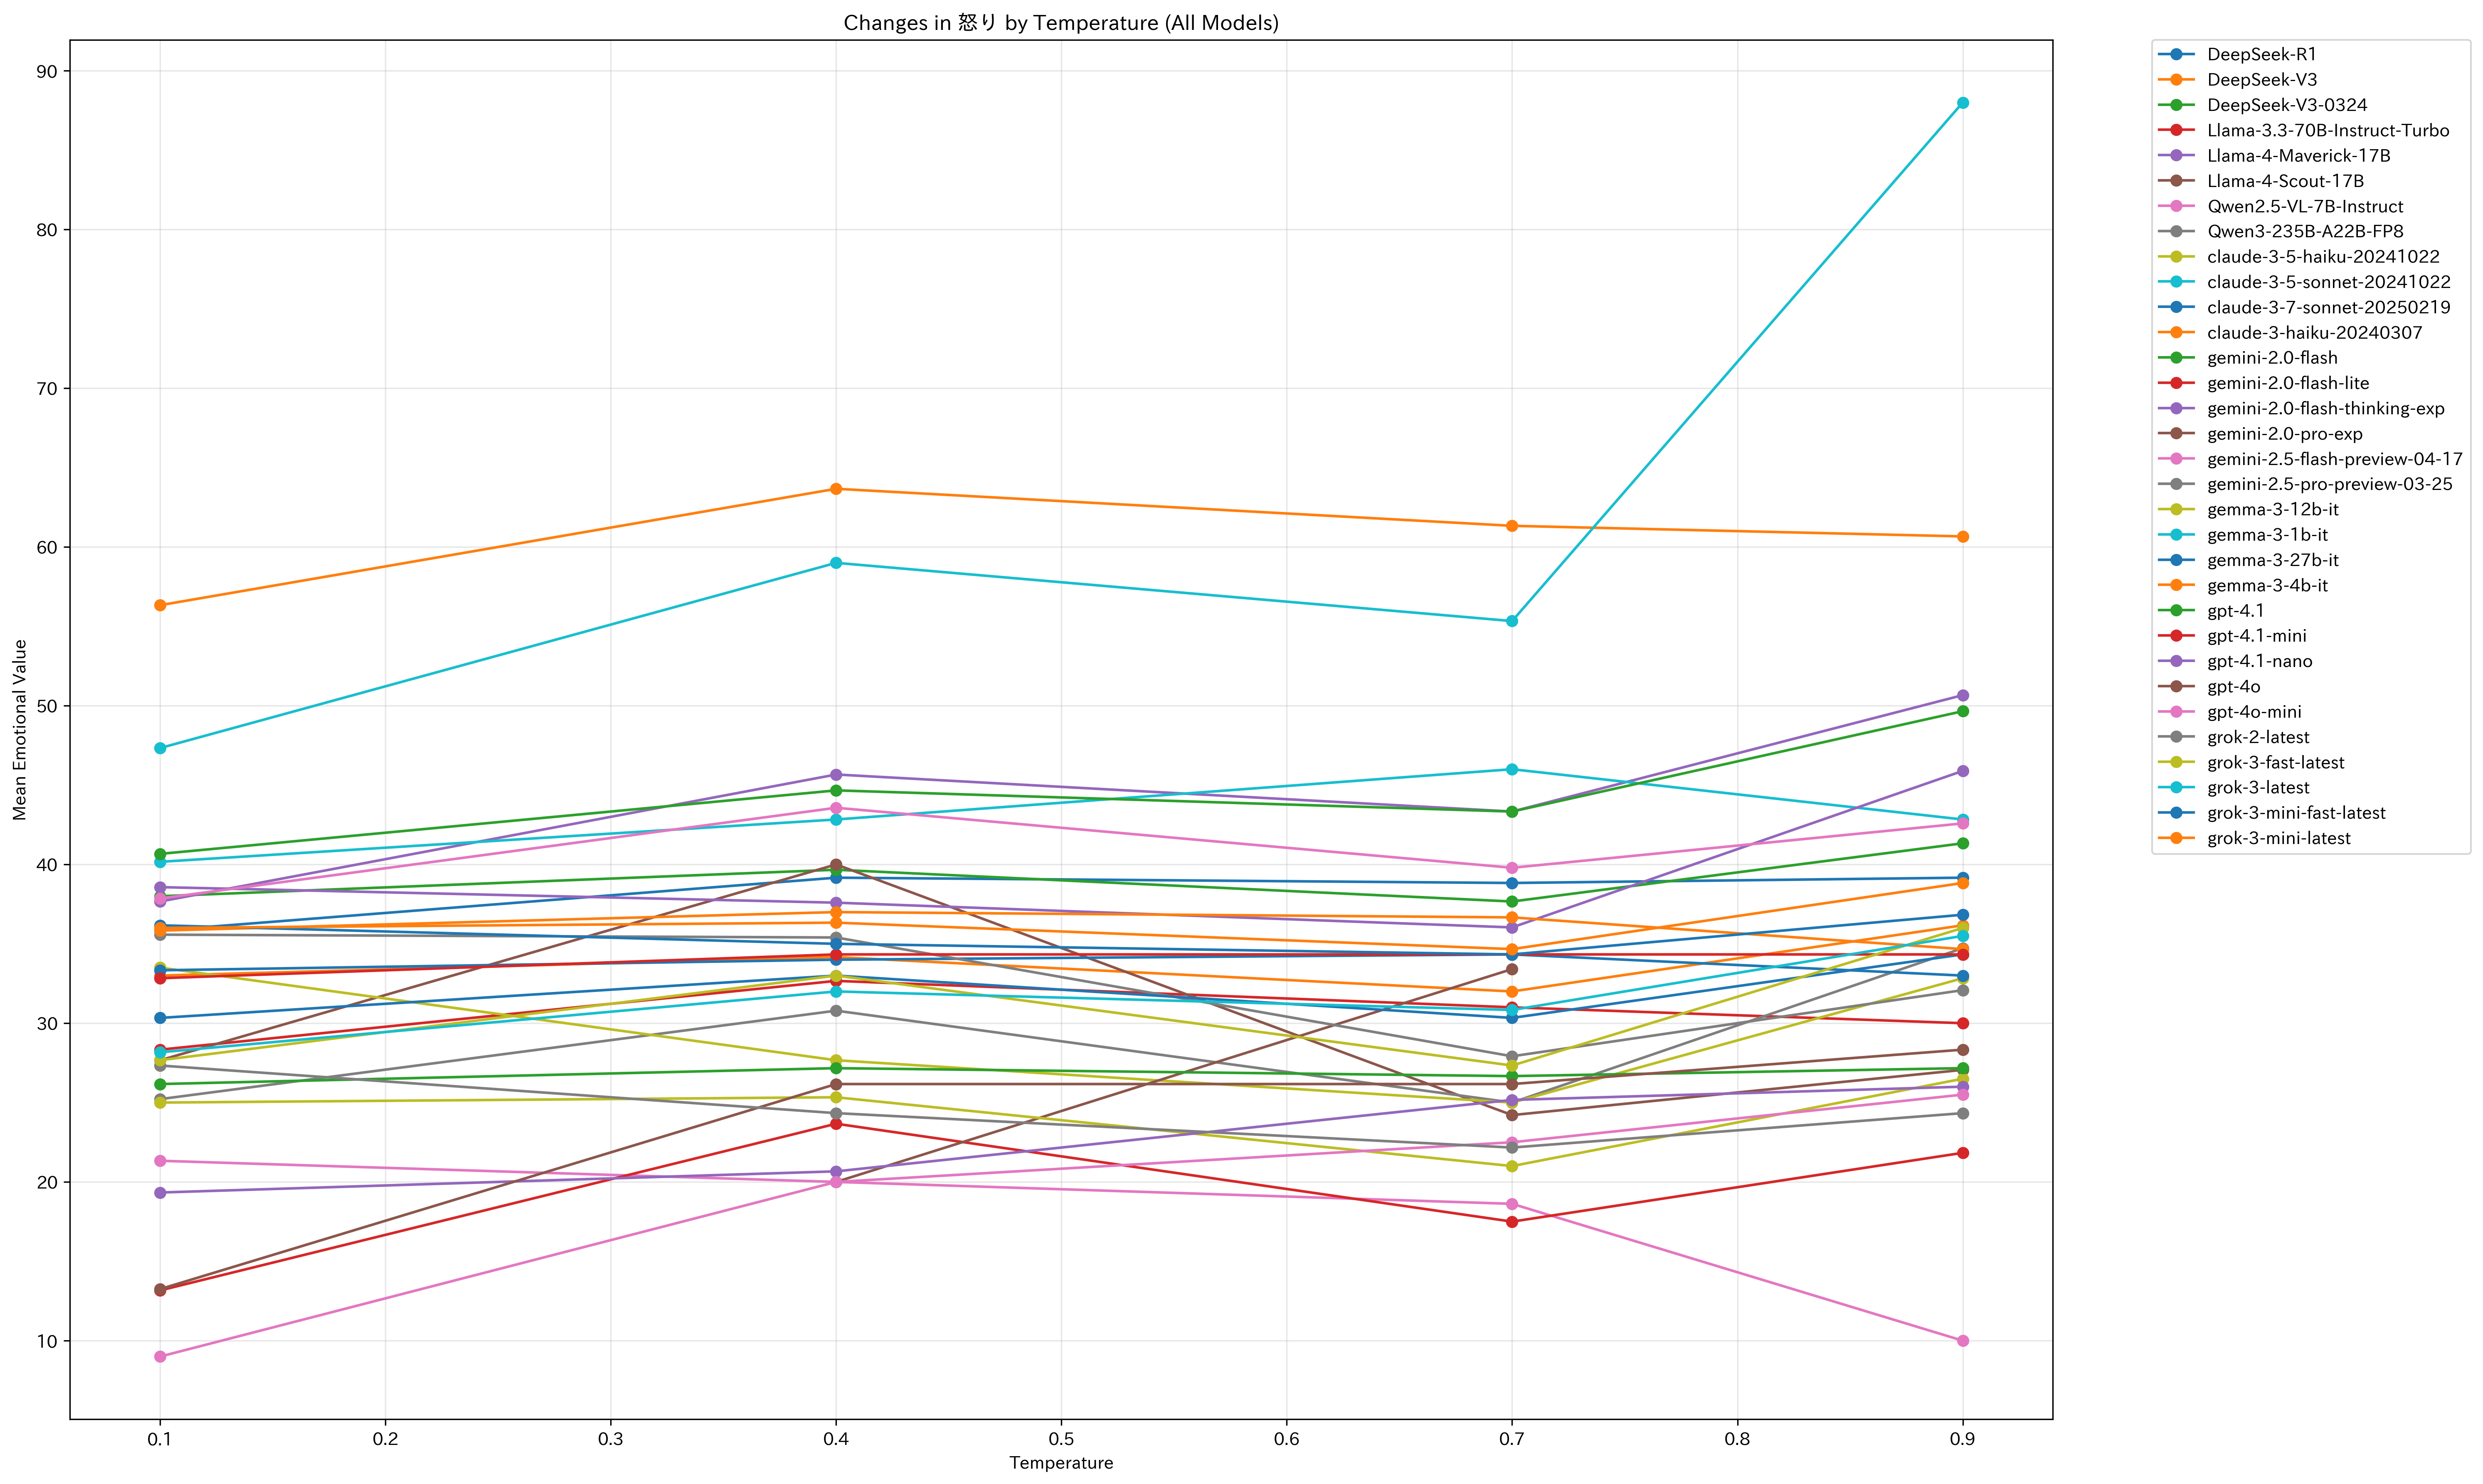 Changes in 怒り by Temperature (All Models)
Mean Emotional Value
90
80
70
60
50
40
30
20
10
0.1
0.2
0.3
0.4
0.5
0.6
0.7
0.8
0.9
Temperature
DeepSeek-R1
DeepSeek-V3
DeepSeek-V3-0324
Llama-3.3-70B-Instruct-Turbo
Llama-4-Maverick-17B
Llama-4-Scout-17B
Qwen2.5-VL-7B-Instruct
Qwen3-235B-A22B-FP8
claude-3-5-haiku-20241022
claude-3-5-sonnet-20241022
claude-3-7-sonnet-20250219
claude-3-haiku-20240307
gemini-2.0-flash
gemini-2.0-flash-lite
gemini-2.0-flash-thinking-exp
gemini-2.0-pro-exp
gemini-2.5-flash-preview-04-17
gemini-2.5-pro-preview-03-25
gemma-3-12b-it
gemma-3-1b-it
gemma-3-27b-it
gemma-3-4b-it
gpt-4.1
gpt-4.1-mini
gpt-4.1-nano
gpt-4o
gpt-4o-mini
grok-2-latest
grok-3-fast-latest
grok-3-latest
grok-3-mini-fast-latest
grok-3-mini-latest